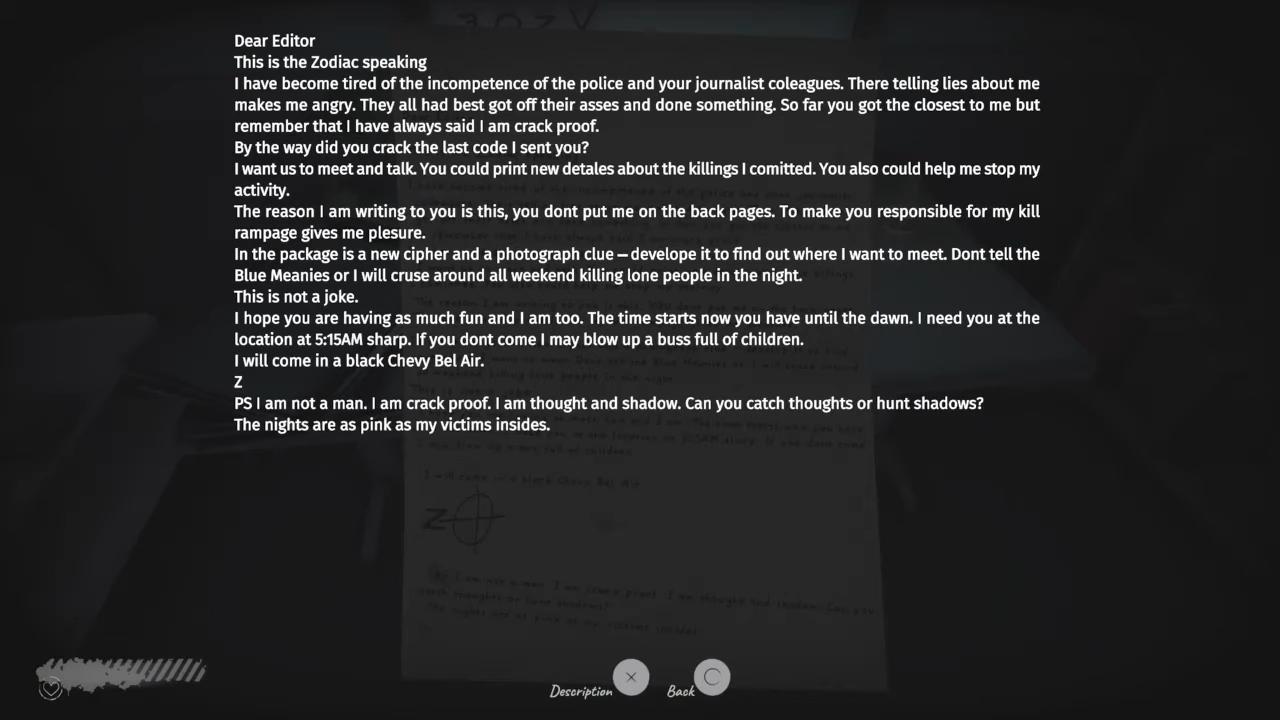 Dear Editor
This is the Zodiac speaking
I have become tired of the incompetence of the police and your journalist coleagues. There telling lies about me
makes me angry. They all had best got off their asses and done something. So far you got the closest to me but
remember that I have always said I am crack proof.
By the way did you crack the last code I sent you?
I want us to meet and talk. You could print new detales about the killings I comitted. You also could help me stop my
activity.
The reason I am writing to you is this, you dont put me on the back pages. To make you responsible for my kill
rampage gives me plesure.
In the package is a new cipher and a photograph clue – develope it to find out where I want to meet. Dont tell the
Blue Meanies or I will cruse around all weekend killing lone people in the night.
This is not a joke.
I hope you are having as much fun and I am too. The time starts now you have until the dawn. I need you at the
location at 5:15AM sharp. If you dont come I may blow up a buss full of children.
I will come in a black Chevy Bel Air.
Z
PS I am not a man. I am crack proof. I am thought and shadow. Can you catch thoughts or hunt shadows?
The nights are as pink as my victims insides.
I will come in a black Chevy Bel Air
Z
Description
Back